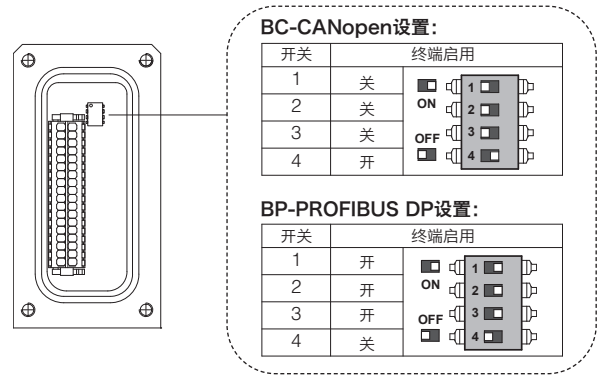 BC-CANopen设置：
开关 终端启用
1 关
2 关
3 关
4 开
ON
OFF
1
2
3
4
BP-PROFIBUS DP设置：
开关 终端启用
1 开
2 开
3 开
4 关
ON
OFF
1
2
3
4